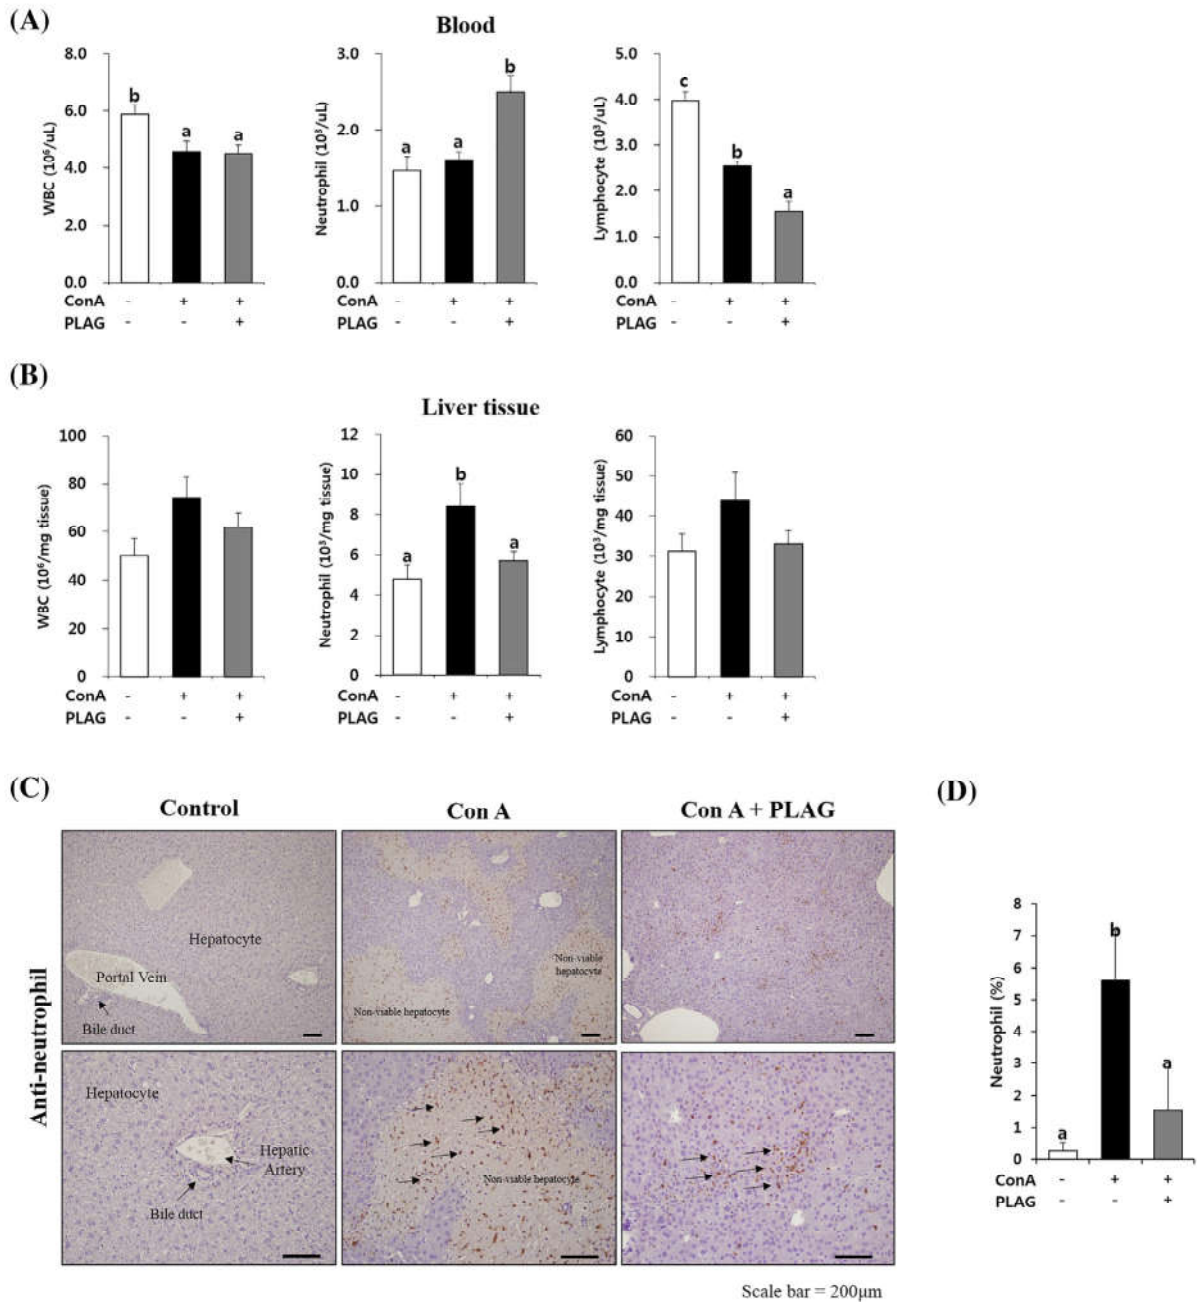 (A)
Blood
WBC (10⁶/uL)
8.0
6.0
4.0
2.0
0.0
b
a
a
ConA - + +
PLAG - - +
Neutrophil (10³/uL)
3.0
2.0
1.0
0.0
a
a
b
ConA - + +
PLAG - - +
Lymphocyte (10³/uL)
5.0
4.0
3.0
2.0
1.0
0.0
c
b
a
ConA - + +
PLAG - - +
(B)
Liver tissue
WBC (10⁶/mg tissue)
100
80
60
40
20
0
ConA - + +
PLAG - - +
Neutrophil (10³/mg tissue)
12
10
8
6
4
2
0
a
b
a
ConA - + +
PLAG - - +
Lymphocyte (10³/mg tissue)
60
50
40
30
20
10
0
ConA - + +
PLAG - - +
(C)
Control
Con A
Con A + PLAG
Anti-neutrophil
Hepatocyte
Portal Vein
Bile duct
Non-viable hepatocyte
Non-viable
hepatocyte
Hepatocyte
Hepatic
Artery
Bile duct
Non-viable hepatocyte
Scale bar = 200μm
(D)
Neutrophil (%)
8
7
6
5
4
3
2
1
0
a
b
a
ConA - + +
PLAG - - +